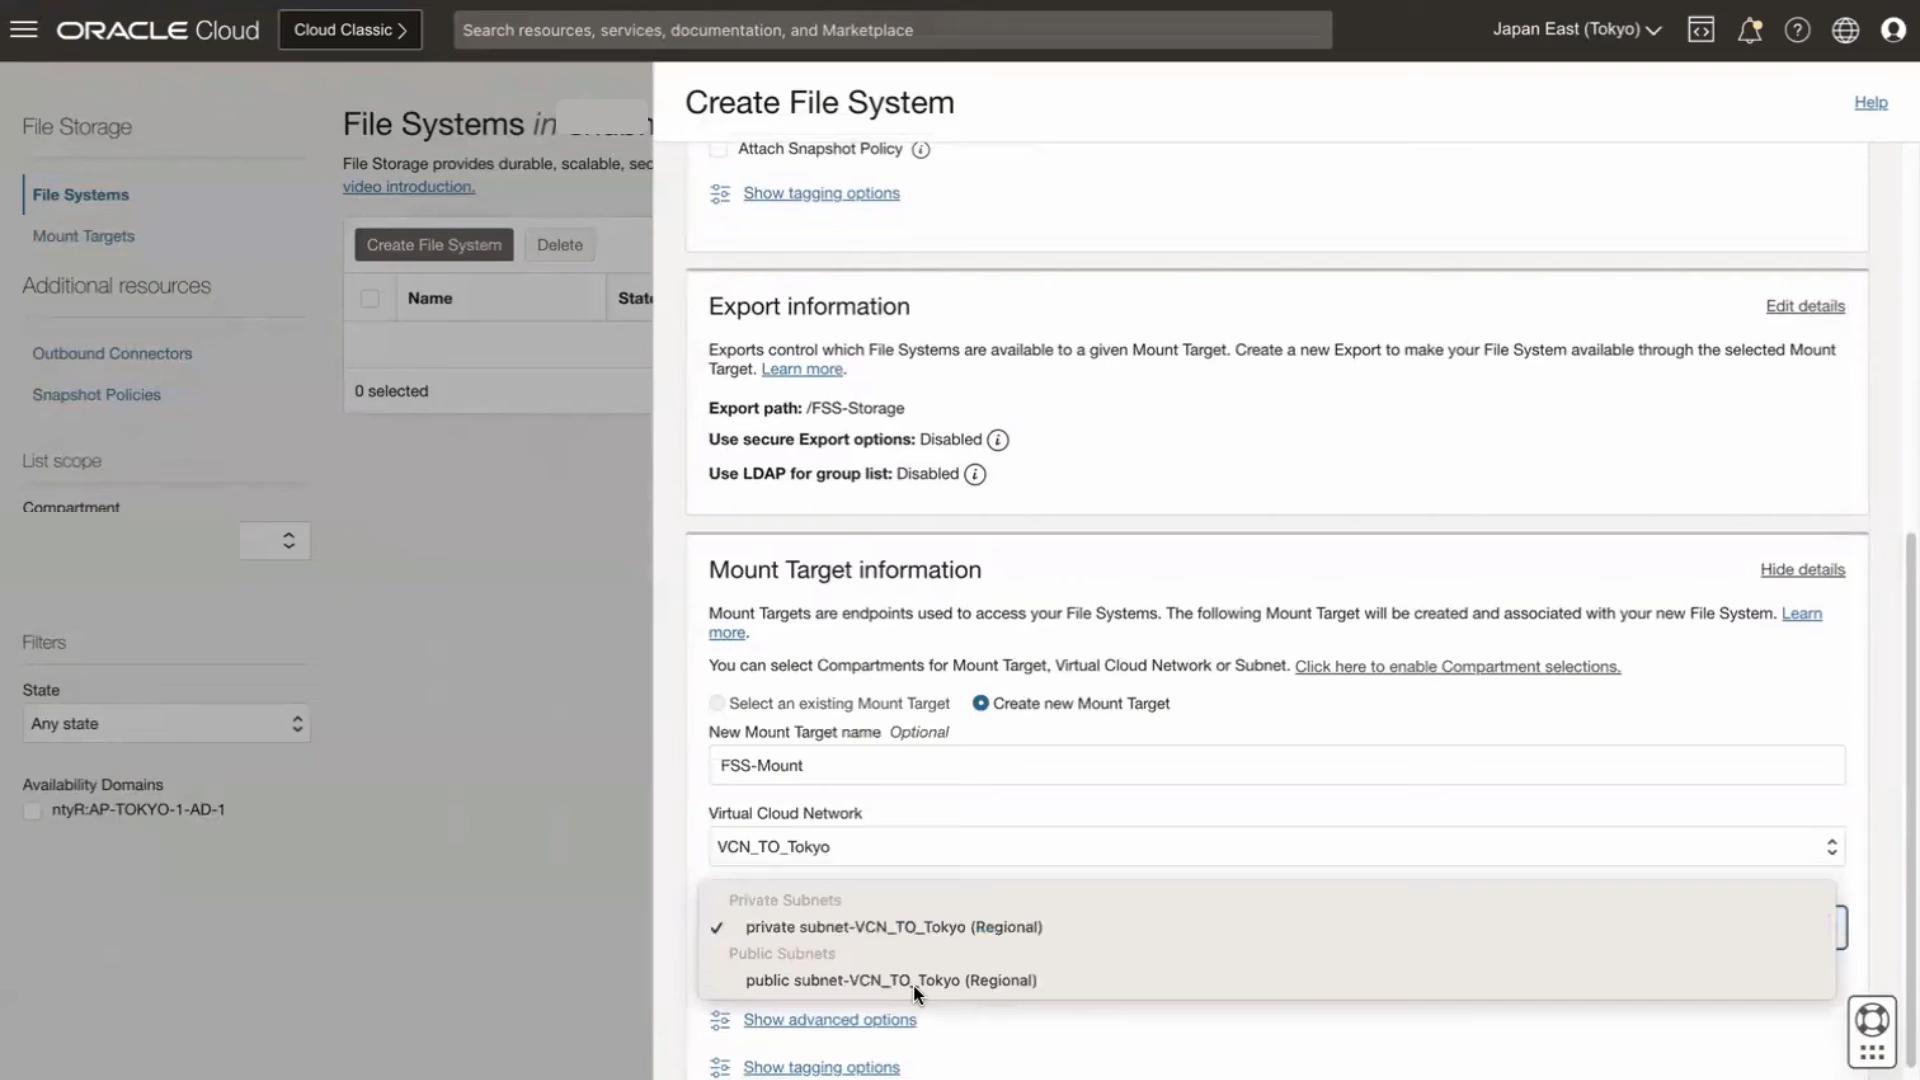 ORACLE Cloud
Cloud Classic
Search resources, services, documentation, and Marketplace
Japan East (Tokyo)
File Storage
File Systems
Mount Targets
Additional resources
Outbound Connectors
Snapshot Policies
List scope
Compartment
Filters
State
Any state
Availability Domains
ntyR:AP-TOKYO-1-AD-1
File Systems in
File Storage provides durable, scalable, sec
video introduction.
Create File System
Delete
Name
State
0 selected
Create File System
Help
Attach Snapshot Policy
Show tagging options
Export information
Edit details
Exports control which File Systems are available to a given Mount Target. Create a new Export to make your File System available through the selected Mount
Target. Learn more.
Export path: /FSS-Storage
Use secure Export options: Disabled
Use LDAP for group list: Disabled
Mount Target information
Hide details
Mount Targets are endpoints used to access your File Systems. The following Mount Target will be created and associated with your new File System. Learn
more.
You can select Compartments for Mount Target, Virtual Cloud Network or Subnet. Click here to enable Compartment selections.
Select an existing Mount Target
Create new Mount Target
New Mount Target name Optional
FSS-Mount
Virtual Cloud Network
VCN_TO_Tokyo
Private Subnets
private subnet-VCN_TO_Tokyo (Regional)
Public Subnets
public subnet-VCN_TO_Tokyo (Regional)
Show advanced options
Show tagging options